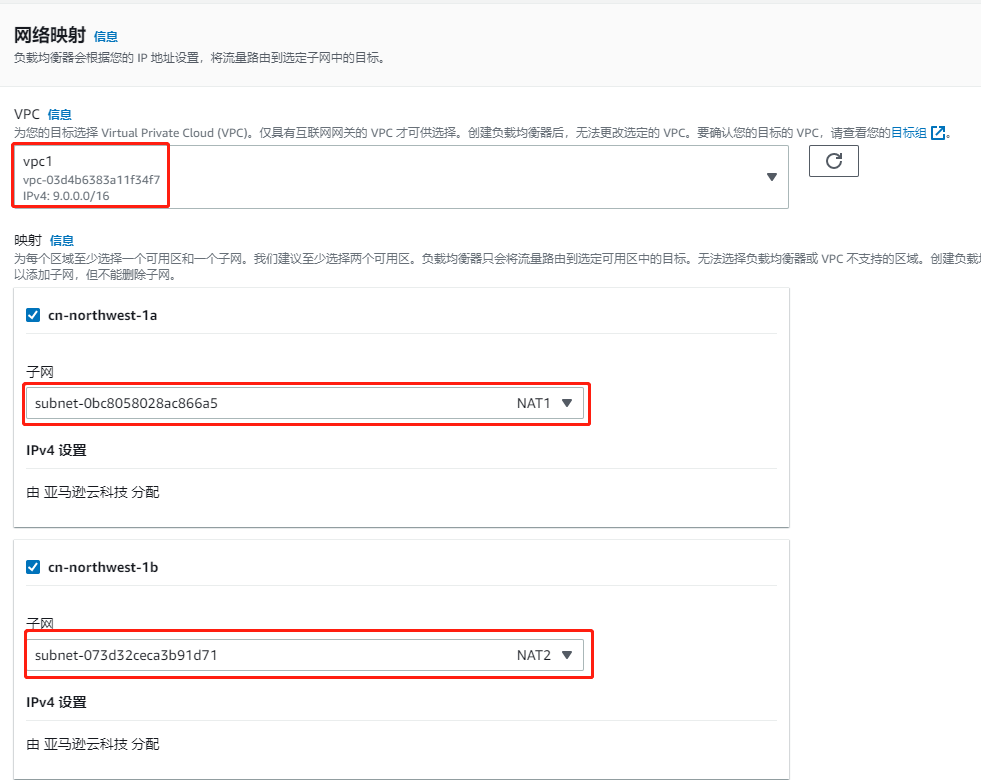 网络映射 信息
负载均衡器会根据您的 IP 地址设置，将流量路由到选定子网中的目标。
VPC 信息
为您的目标选择 Virtual Private Cloud (VPC)。仅具有互联网网关的 VPC 才可供选择。创建负载均衡器后，无法更改选定的 VPC。要确认您的目标的 VPC，请查看您的目标组。
vpc1
vpc-03d4b6383a11f34f7
IPv4: 9.0.0.0/16
映射 信息
为每个区域至少选择一个可用区和一个子网。我们建议至少选择两个可用区。负载均衡器只会将流量路由到选定可用区中的目标。无法选择负载均衡器或 VPC 不支持的区域。创建负载
以添加子网，但不能删除子网。
cn-northwest-1a
子网
subnet-0bc8058028ac866a5 NAT1
IPv4 设置
由 亚马逊云科技 分配
cn-northwest-1b
子网
subnet-073d32ceca3b91d71 NAT2
IPv4 设置
由 亚马逊云科技 分配